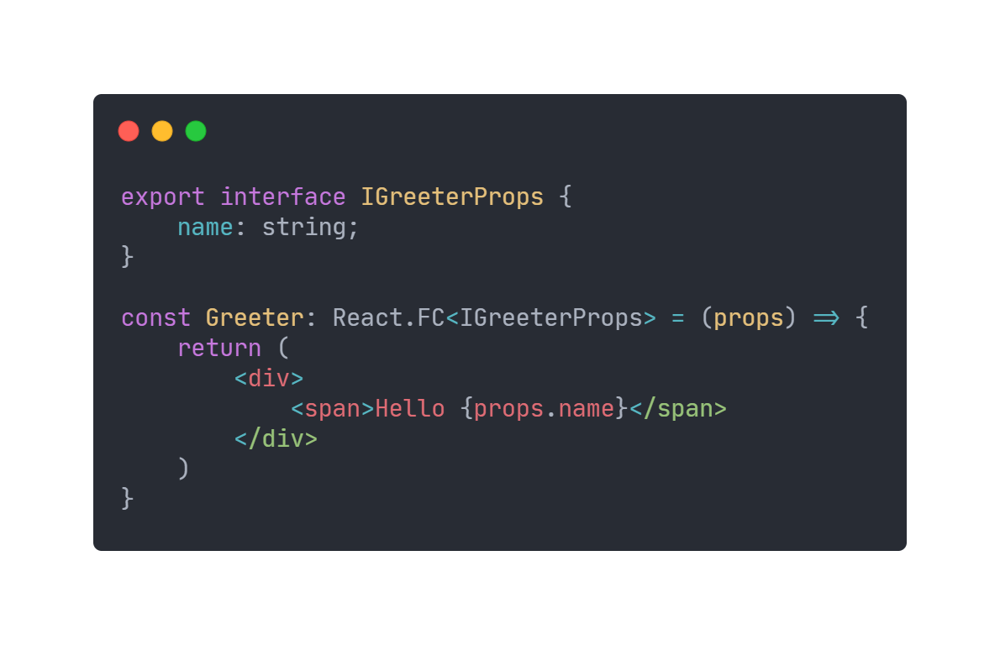 export interface IGreeterProps {
    name: string;
}

const Greeter: React.FC<IGreeterProps> = (props) => {
    return (
        <div>
            <span>Hello {props.name}</span>
        </div>
    )
}